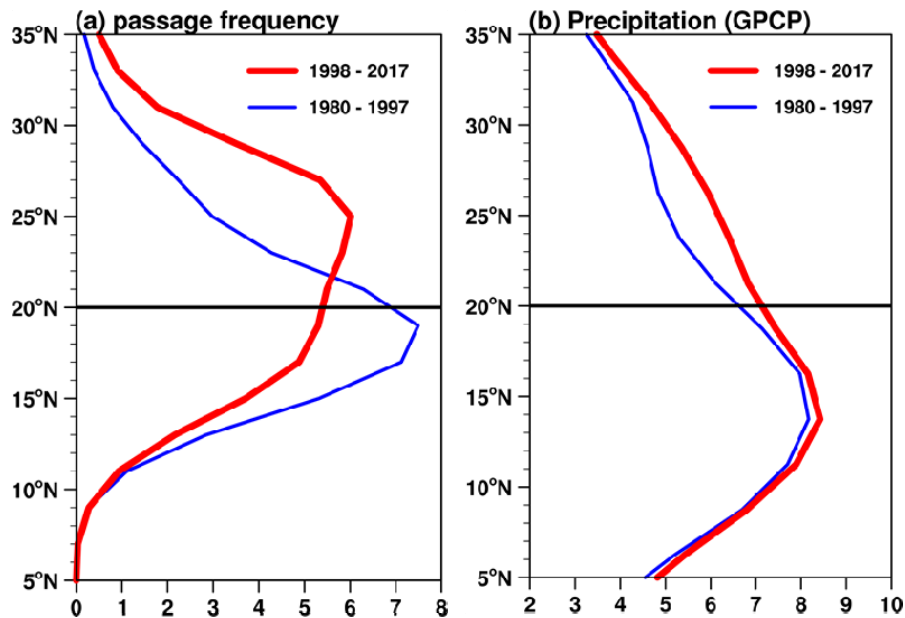 (a) passage frequency
35°N
30°N
25°N
20°N
15°N
10°N
5°N
1998 - 2017
1980 - 1997
0 1 2 3 4 5 6 7 8
(b) Precipitation (GPCP)
35°N
30°N
25°N
20°N
15°N
10°N
5°N
1998 - 2017
1980 - 1997
2 3 4 5 6 7 8 9 10